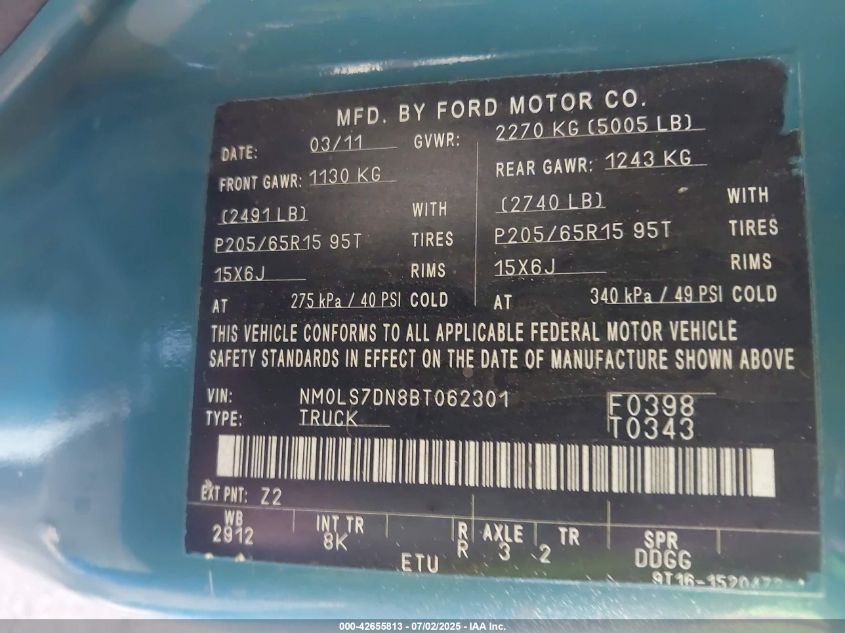 MFD. BY FORD MOTOR CO.
DATE: 03/11 GVWR: 2270 KG (5005 LB)
FRONT GAWR: 1130 KG REAR GAWR: 1243 KG
(2491 LB) WITH (2740 LB) WITH
P205/65R15 95T TIRES P205/65R15 95T TIRES
15X6J RIMS 15X6J RIMS
AT 275 kPa / 40 PSI COLD AT 340 kPa / 49 PSI COLD
THIS VEHICLE CONFORMS TO ALL APPLICABLE FEDERAL MOTOR VEHICLE
SAFETY STANDARDS IN EFFECT ON THE DATE OF MANUFACTURE SHOWN ABOVE
VIN: NM0LS7DN8BT062301 F0398
TYPE: TRUCK T0343
EXT PNT: Z2
WB INT TR R AXLE TR SPR
2912 8K R 3 2 DDGG
ETU
000-42655813 - 07/02/2025 - IAA Inc.